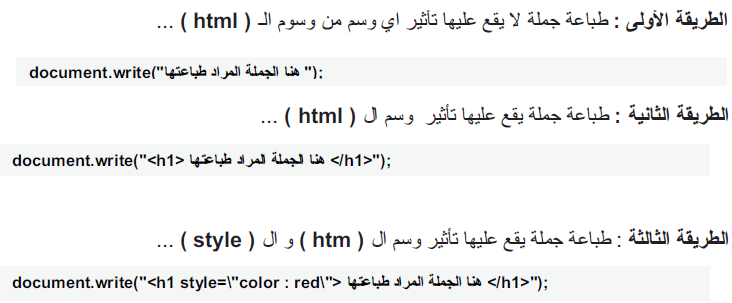 الطريقة الأولى : طباعة جملة لا يقع عليها تأثير اي وسم من وسوم الـ ( html ) ...
document.write("هنا الجملة المراد طباعتها ");
الطريقة الثانية : طباعة جملة يقع عليها تأثير وسم ال ( html ) ...
document.write("<h1> هنا الجملة المراد طباعتها </h1>");
الطريقة الثالثة : طباعة جملة يقع عليها تأثير وسم ال ( htm ) و ال ( style ) ...
document.write("<h1 style=\"color : red\"> هنا الجملة المراد طباعتها </h1>");